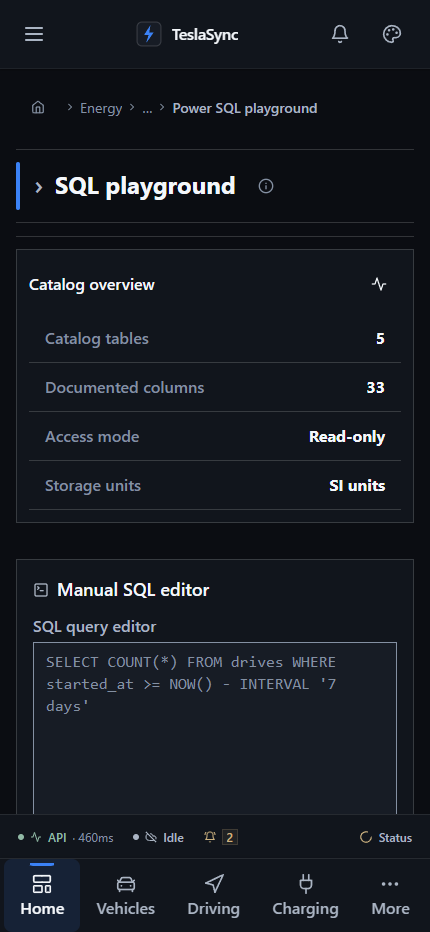 TeslaSync
Energy
...
Power SQL playground
SQL playground
Catalog overview
Catalog tables
5
Documented columns
33
Access mode
Read-only
Storage units
SI units
Manual SQL editor
SQL query editor
SELECT COUNT(*) FROM drives WHERE
started_at >= NOW() - INTERVAL '7
days'
API · 460ms
Idle
2
Status
Home
Vehicles
Driving
Charging
More